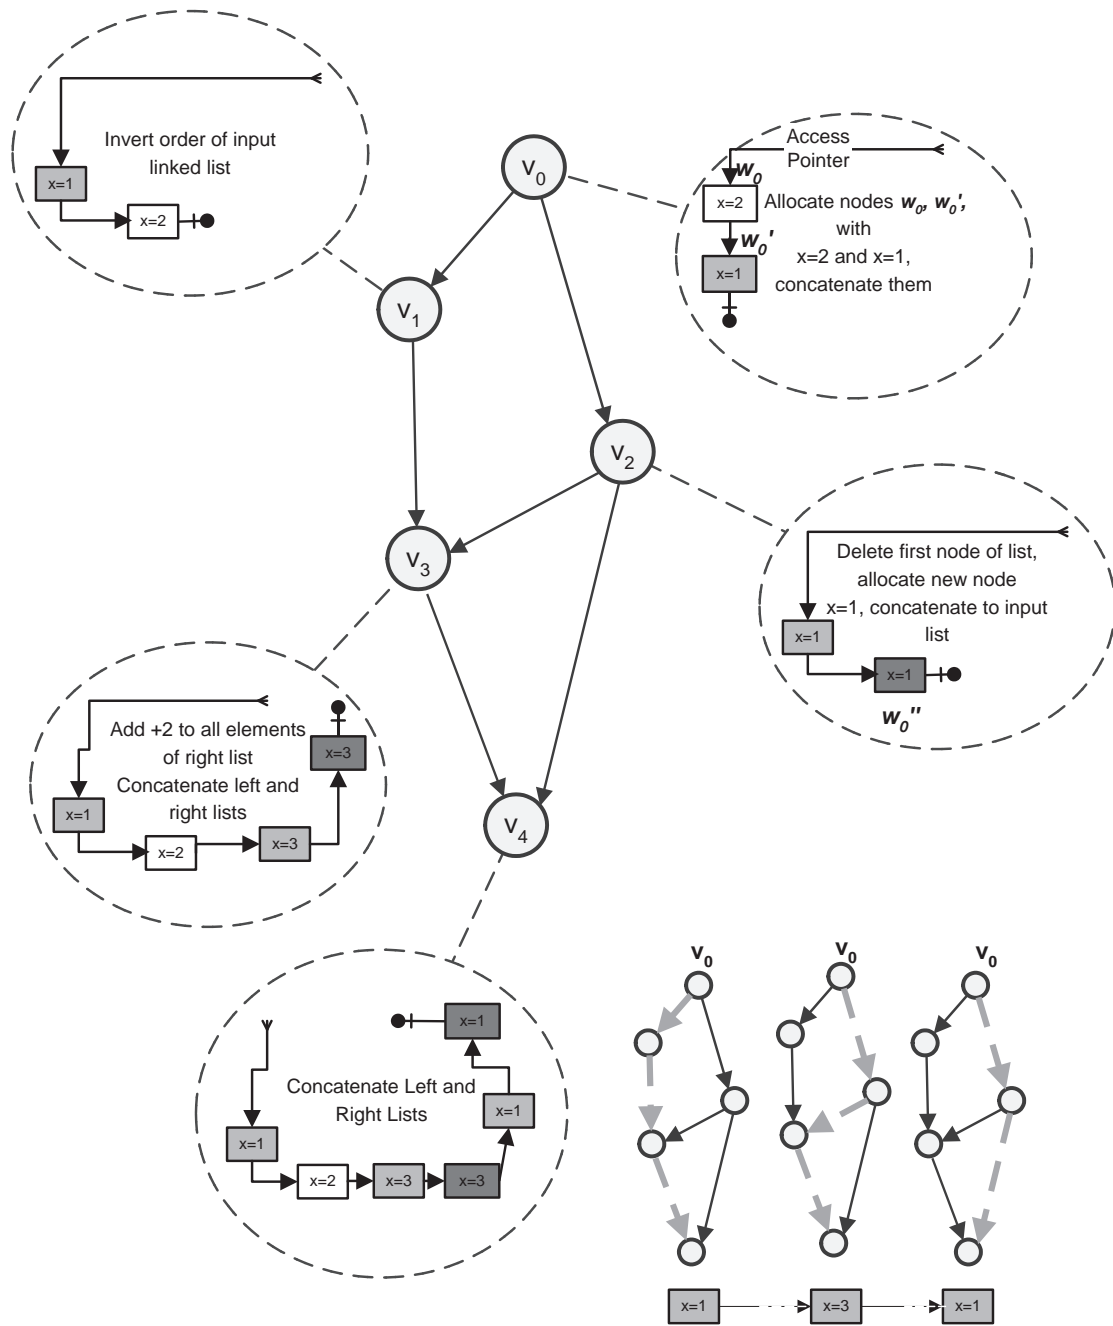 Invert order of input
linked list
x=1
x=2
v0
Access
Pointer
w0
x=2
Allocate nodes w0, w0',
with
w0'
x=2 and x=1,
x=1
concatenate them
v1
v2
Delete first node of list,
allocate new node
x=1, concatenate to input
list
x=1
x=1
w0''
v3
Add +2 to all elements
of right list
Concatenate left and
right lists
x=3
x=1
x=2
x=3
v4
x=1
Concatenate Left and
Right Lists
x=1
x=1
x=2
x=3
x=3
v0
v0
v0
x=1
x=3
x=1